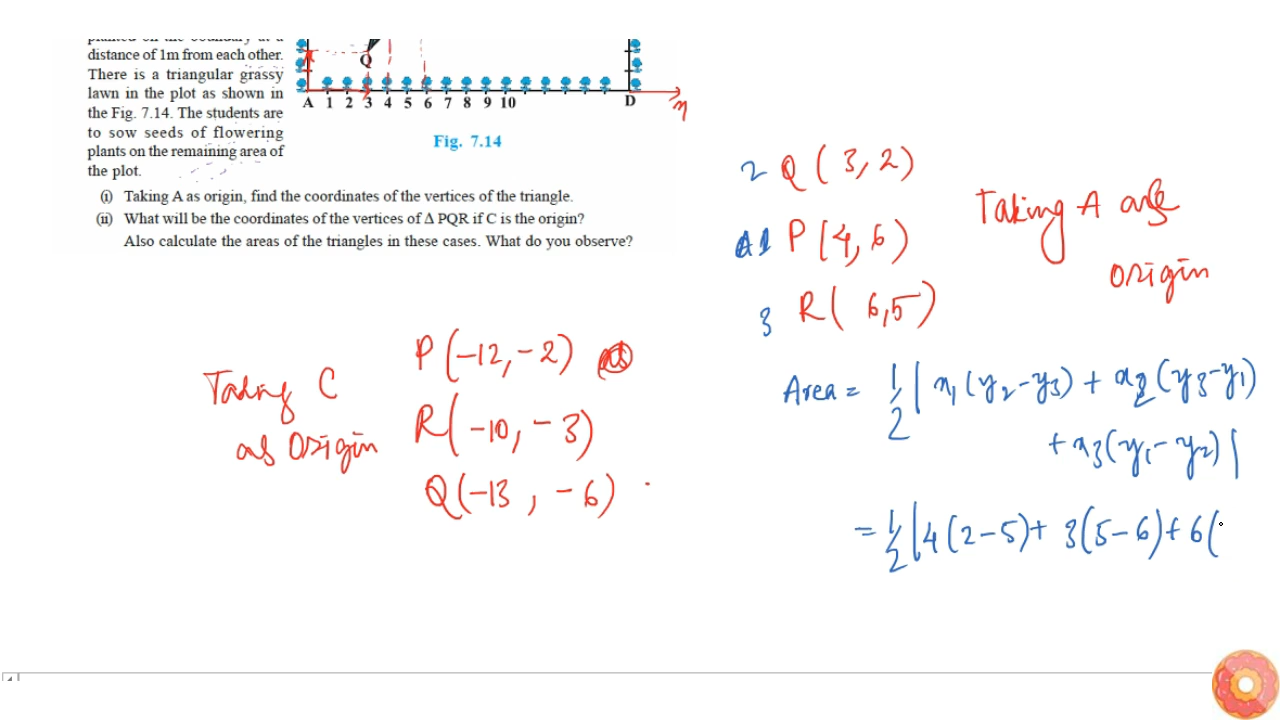 planted on the boundary at a
distance of 1m from each other.
There is a triangular grassy
lawn in the plot as shown in
the Fig. 7.14. The students are
to sow seeds of flowering
plants on the remaining area of
the plot.
Q
A 1 2 3 4 5 6 7 8 9 10 D
Fig. 7.14
(i) Taking A as origin, find the coordinates of the vertices of the triangle.
(ii) What will be the coordinates of the vertices of Δ PQR if C is the origin?
Also calculate the areas of the triangles in these cases. What do you observe?
2 Q (3, 2)
1 P (4, 6)
3 R ( 6,5)
Taking A as
origin
Taking C
as Origin
P (-12, -2)
R( -10, -3)
Q (-13, -6)
Area = 1/2 | x1 (y2 - y3) + x2 (y3 - y1)
+ x3 (y1 - y2) |
= 1/2 | 4 (2-5) + 3(5-6) + 6 (